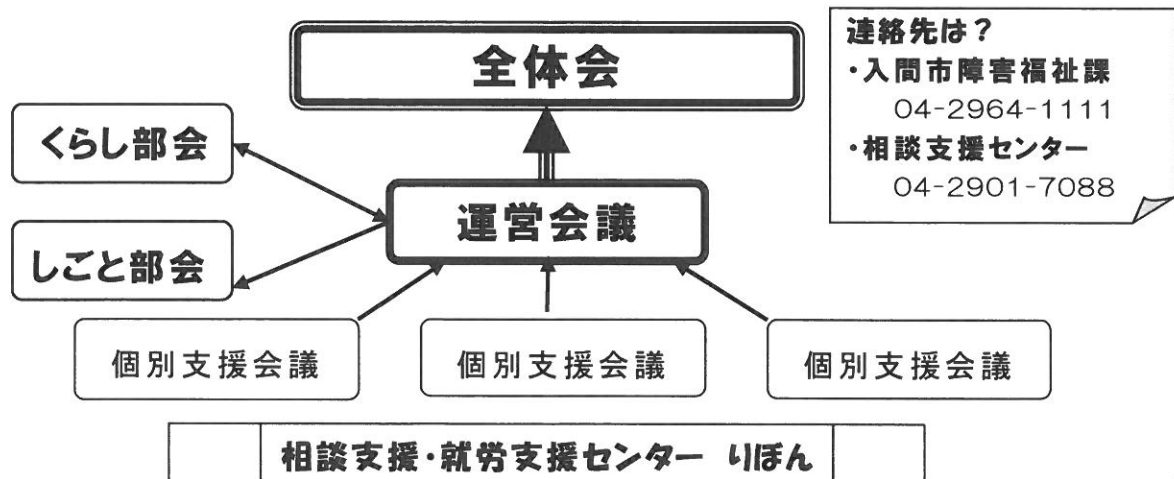 全体会
連絡先は？
・入間市障害福祉課
04-2964-1111
・相談支援センター
04-2901-7088
くらし部会
運営会議
しごと部会
個別支援会議
個別支援会議
個別支援会議
相談支援・就労支援センター りぼん